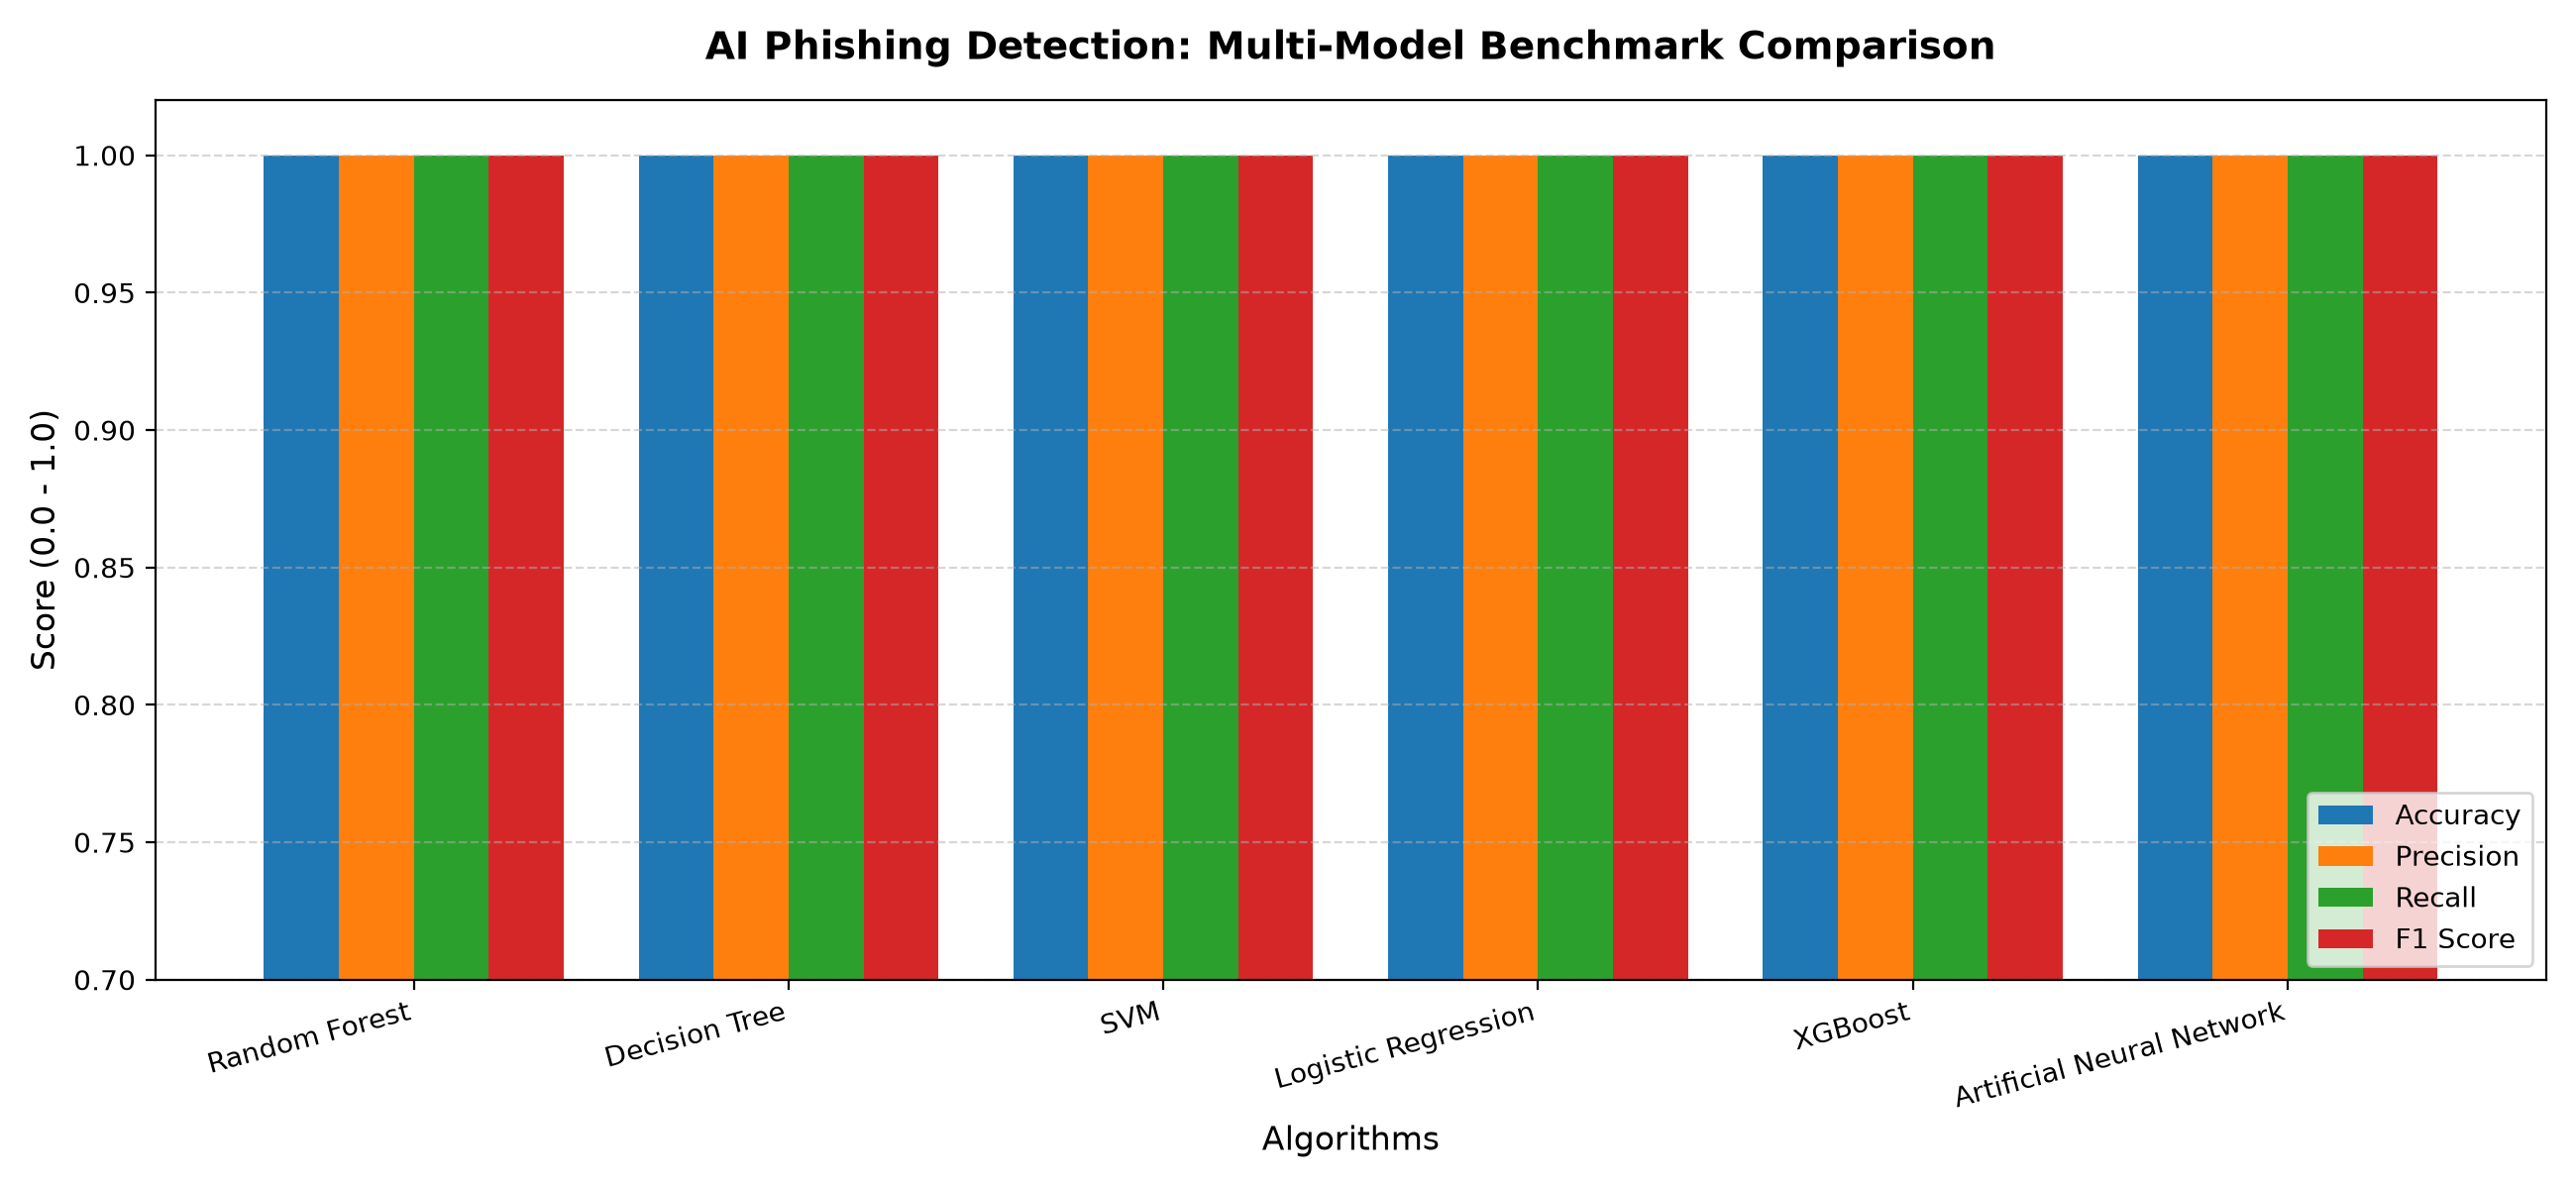 AI Phishing Detection: Multi-Model Benchmark Comparison
Score (0.0 - 1.0)
1.00
0.95
0.90
0.85
0.80
0.75
0.70
Accuracy
Precision
Recall
F1 Score
Random Forest
Decision Tree
SVM
Logistic Regression
XGBoost
Artificial Neural Network
Algorithms